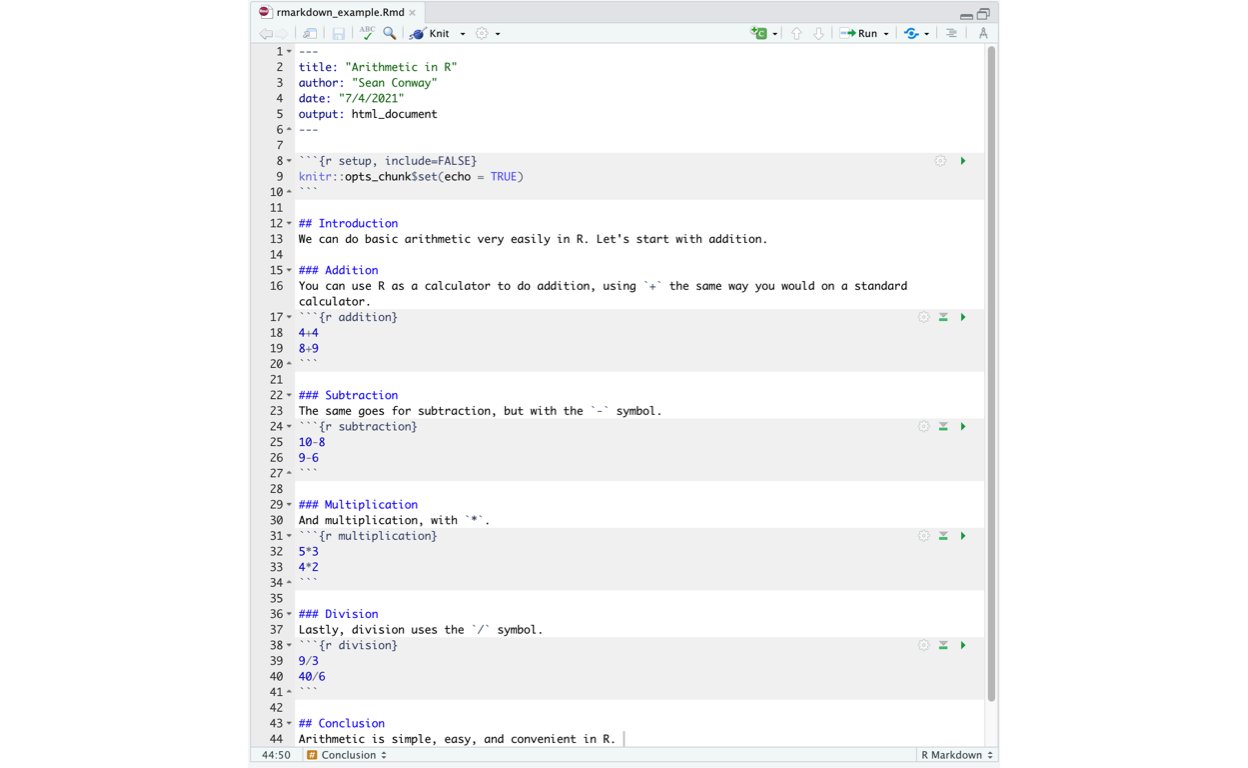 rmarkdown_example.Rmd
ABC Knit C Run
1 ---
2 title: "Arithmetic in R"
3 author: "Sean Conway"
4 date: "7/4/2021"
5 output: html_document
6 ---
7
8 ```{r setup, include=FALSE}
9 knitr::opts_chunk$set(echo = TRUE)
10 ```
11
12 ## Introduction
13 We can do basic arithmetic very easily in R. Let's start with addition.
14
15 ### Addition
16 You can use R as a calculator to do addition, using `+` the same way you would on a standard
calculator.
17 ```{r addition}
18 4+4
19 8+9
20 ```
21
22 ### Subtraction
23 The same goes for subtraction, but with the `-` symbol.
24 ```{r subtraction}
25 10-8
26 9-6
27 ```
28
29 ### Multiplication
30 And multiplication, with `*`.
31 ```{r multiplication}
32 5*3
33 4*2
34 ```
35
36 ### Division
37 Lastly, division uses the `/` symbol.
38 ```{r division}
39 9/3
40 40/6
41 ```
42
43 ## Conclusion
44 Arithmetic is simple, easy, and convenient in R.
44:50 # Conclusion R Markdown